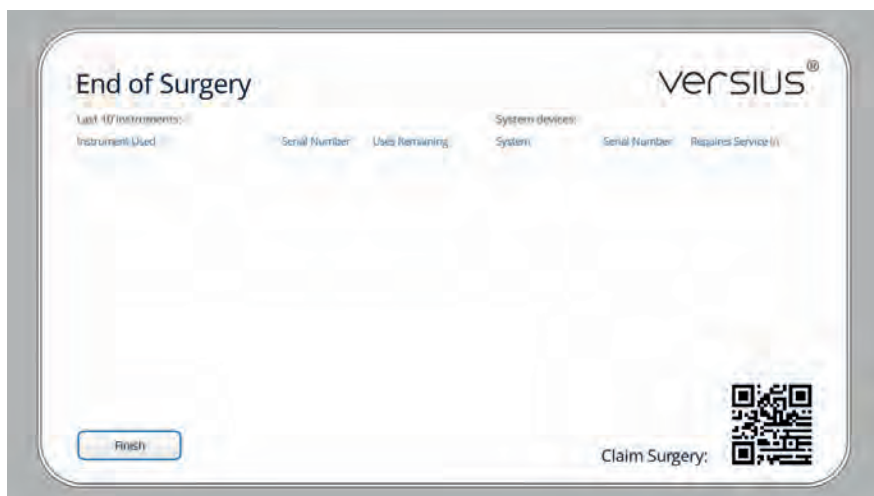 End of Surgery
versius®
Last 10 instruments:
System devices:
Instrument Used
Serial Number
Uses Remaining
System
Serial Number
Requires Service In
Finish
Claim Surgery: